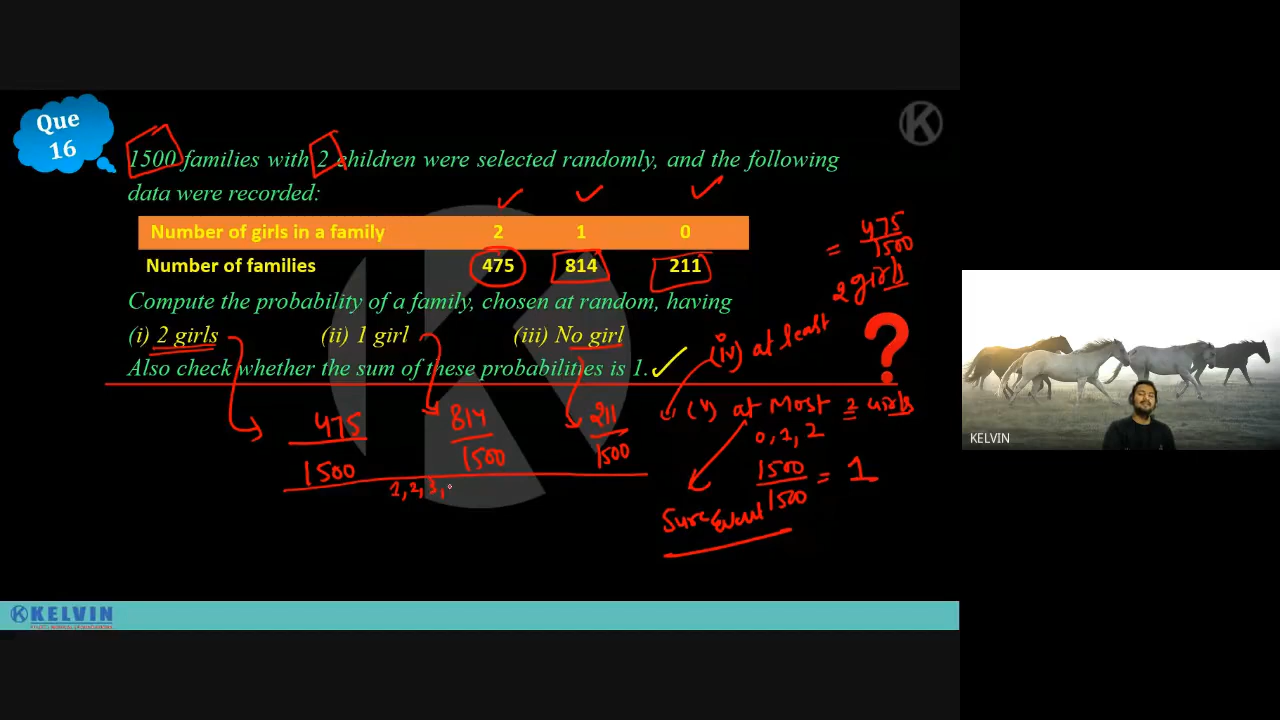 Que
16
1500 families with 2 children were selected randomly, and the following
data were recorded:
Number of girls in a family 2 1 0
Number of families 475 814 211
Compute the probability of a family, chosen at random, having
(i) 2 girls (ii) 1 girl (iii) No girl
Also check whether the sum of these probabilities is 1.
= 475/1500
2 girls
(iv) at least
?
(v) at Most 2 Girls
0, 1, 2
1500/1500 = 1
Sure Event
475/1500 814/1500 211/1500
1, 2, 3,
K
KELVIN
KELVIN